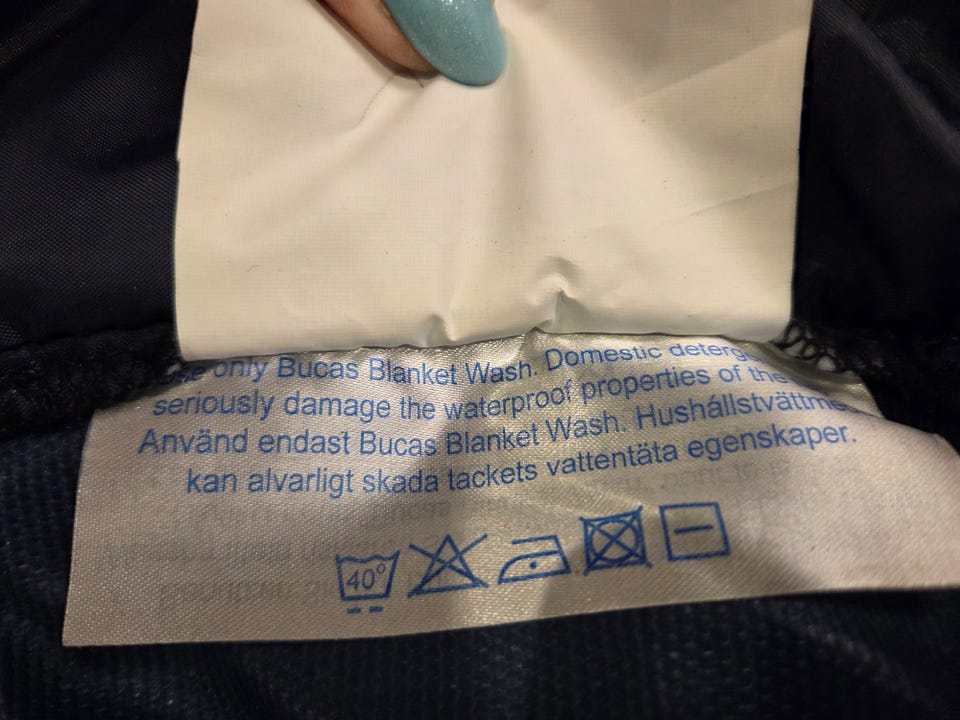 only Bucas Blanket Wash. Domestic
seriously damage the waterproof properties of the
Använd endast Bucas Blanket Wash.
kan alvarligt skada tackets vattentäta egenskaper.
40°